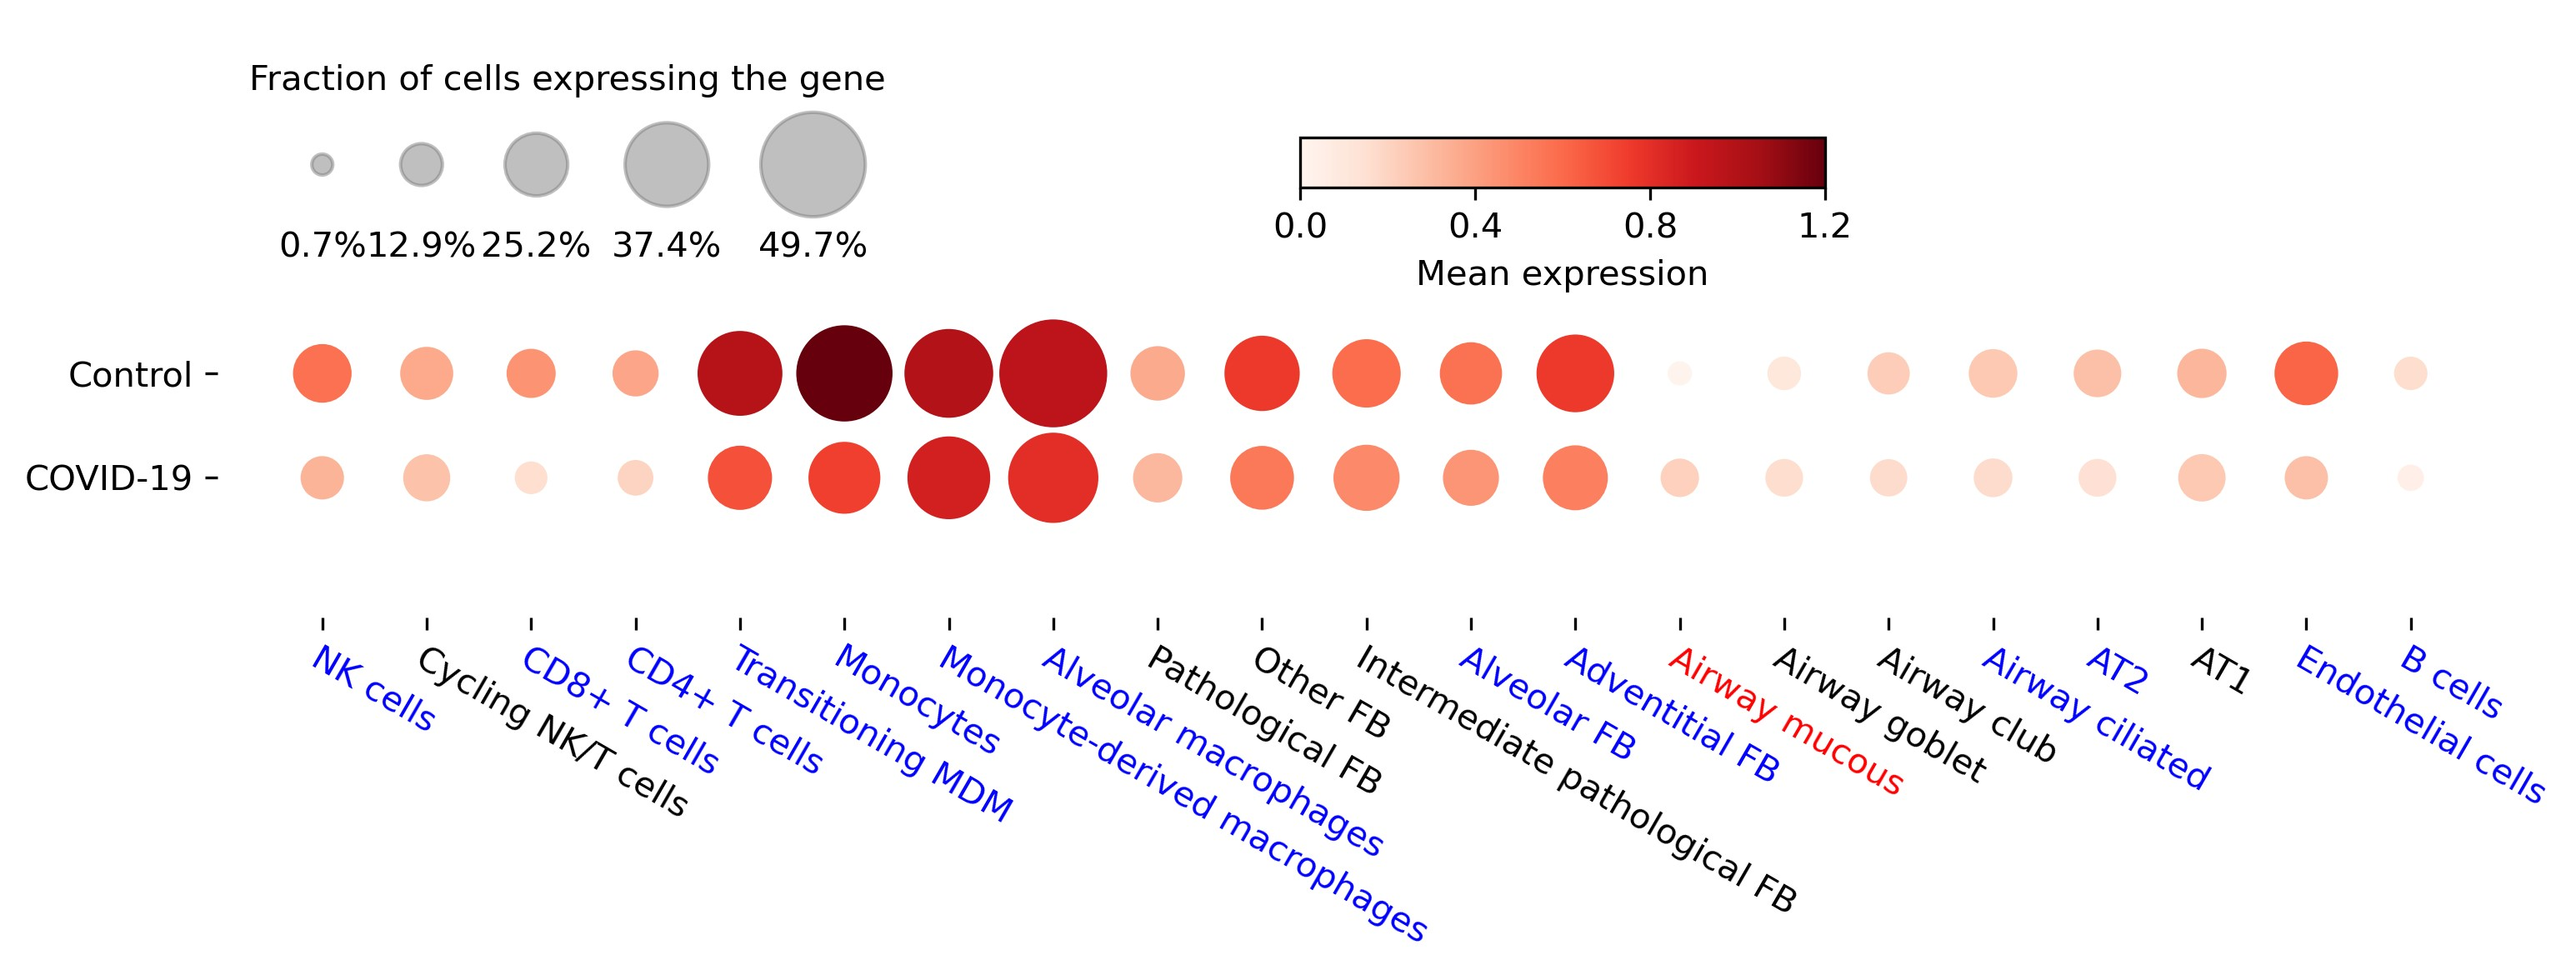 Fraction of cells expressing the gene
0.7% 12.9% 25.2% 37.4% 49.7%
0.0 0.4 0.8 1.2
Mean expression
Control
COVID-19
NK cells
Cycling NK/T cells
CD8+ T cells
CD4+ T cells
Transitioning MDM
Monocytes
Monocyte-derived macrophages
Alveolar macrophages
Pathological FB
Other FB
Intermediate pathological FB
Alveolar FB
Adventitial FB
Airway mucous
Airway goblet
Airway club
Airway ciliated
AT2
AT1
Endothelial cells
B cells